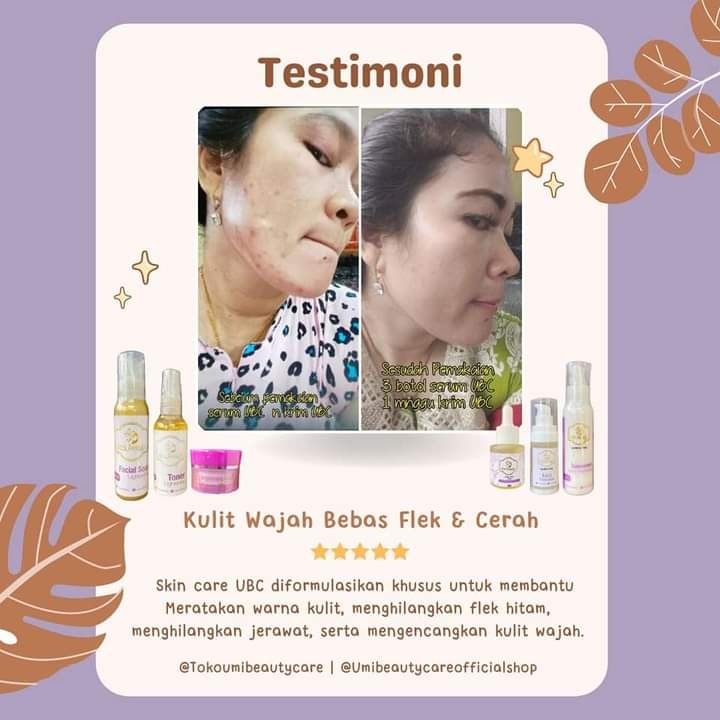 Testimoni
Sebelum pemakaian
serum UBC n krim UBC
Sesudah Pemakaian
3 botol serum UBC
1 minggu krim UBC
Facial Soap
Toner
Kulit Wajah Bebas Flek & Cerah
Skin care UBC diformulasikan khusus untuk membantu
Meratakan warna kulit, menghilangkan flek hitam,
menghilangkan jerawat, serta mengencangkan kulit wajah.
@Tokoumibeautycare | @Umibeautycareofficialshop